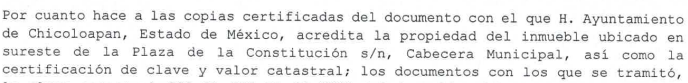 Por cuanto hace a las copias certificadas del documento con el que H. Ayuntamiento
de Chicoloapan, Estado de México, acredita la propiedad del inmueble ubicado en
sureste de la Plaza de la Constitución s/n, Cabecera Municipal, así como la
certificación de clave y valor catastral; los documentos con los que se tramitó,